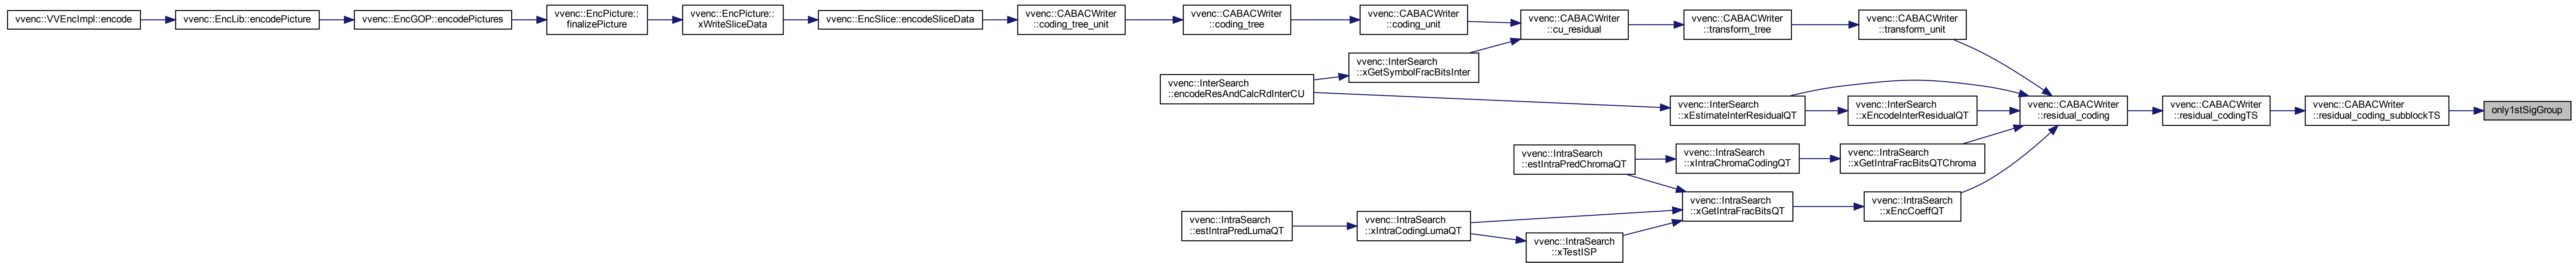 vvenc::VVEncImpl::encode
vvenc::EncLib::encodePicture
vvenc::EncGOP::encodePictures
vvenc::EncPicture::
finalizePicture
vvenc::EncPicture::
xWriteSliceData
vvenc::EncSlice::encodeSliceData
vvenc::CABACWriter
::coding_tree_unit
vvenc::CABACWriter
::coding_tree
vvenc::CABACWriter
::coding_unit
vvenc::CABACWriter
::cu_residual
vvenc::CABACWriter
::transform_tree
vvenc::CABACWriter
::transform_unit
vvenc::InterSearch
::xGetSymbolFracBitsInter
vvenc::InterSearch
::encodeResAndCalcRdInterCU
vvenc::InterSearch
::xEstimateInterResidualQT
vvenc::InterSearch
::xEncodeInterResidualQT
vvenc::CABACWriter
::residual_coding
vvenc::CABACWriter
::residual_codingTS
vvenc::CABACWriter
::residual_coding_subblockTS
only1stSigGroup
vvenc::IntraSearch
::estIntraPredChromaQT
vvenc::IntraSearch
::xIntraChromaCodingQT
vvenc::IntraSearch
::xGetIntraFracBitsQTChroma
vvenc::IntraSearch
::xGetIntraFracBitsQT
vvenc::IntraSearch
::xEncCoeffQT
vvenc::IntraSearch
::estIntraPredLumaQT
vvenc::IntraSearch
::xIntraCodingLumaQT
vvenc::IntraSearch
::xTestISP